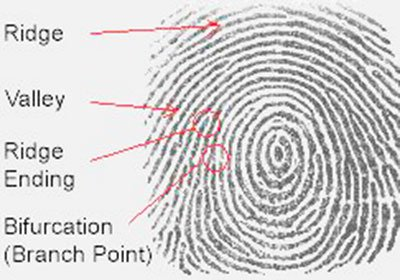 Ridge
Valley
Ridge
Ending
Bifurcation
(Branch Point)